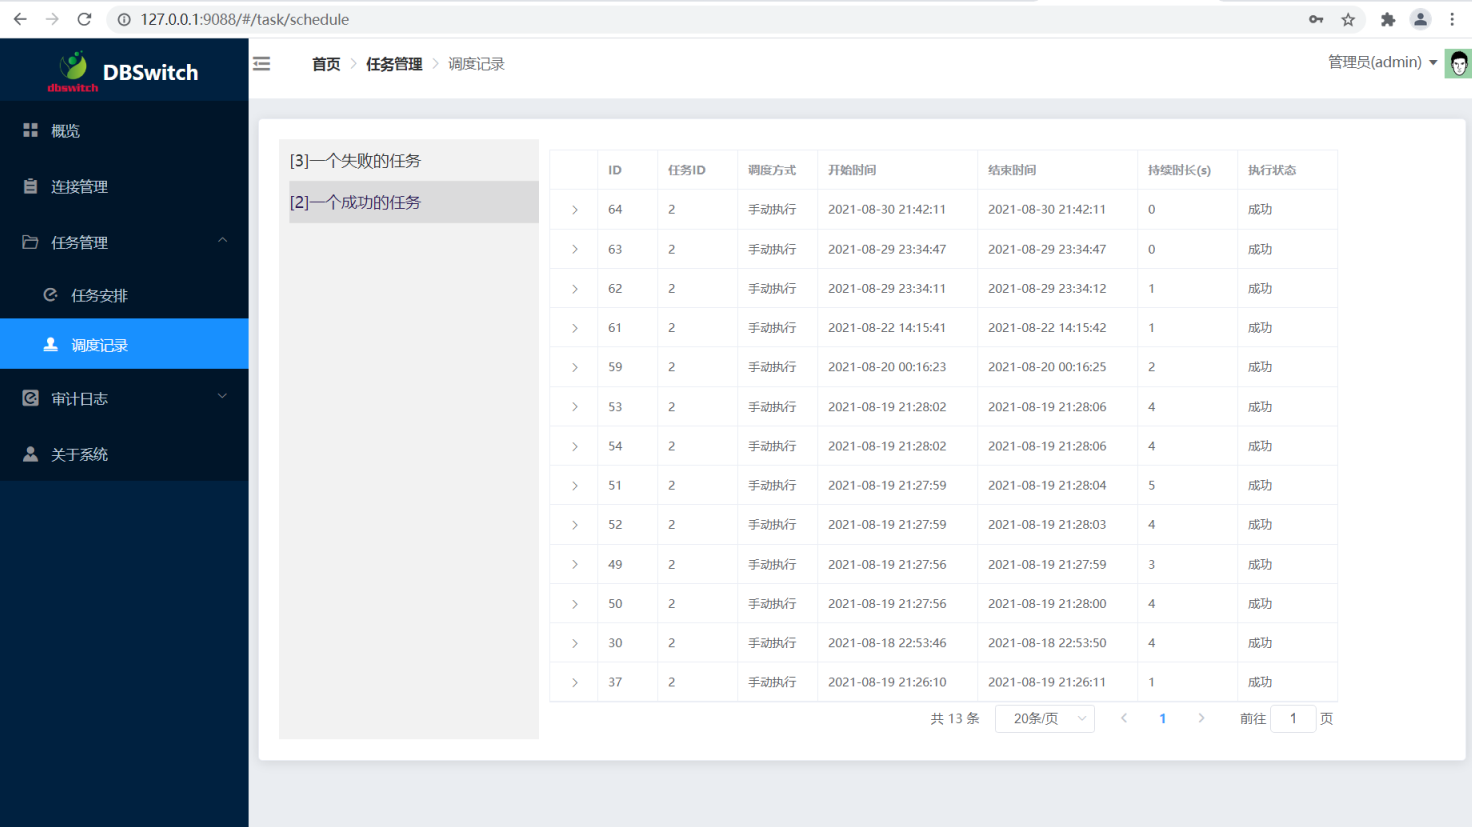 127.0.0.1:9088/#/task/schedule
dbswitch
DBSwitch
首页 任务管理 调度记录
管理员(admin)
概览
连接管理
任务管理
任务安排
调度记录
审计日志
关于系统
[3]一个失败的任务
[2]一个成功的任务
ID 任务ID 调度方式 开始时间 结束时间 持续时长(s) 执行状态
64 2 手动执行 2021-08-30 21:42:11 2021-08-30 21:42:11 0 成功
63 2 手动执行 2021-08-29 23:34:47 2021-08-29 23:34:47 0 成功
62 2 手动执行 2021-08-29 23:34:11 2021-08-29 23:34:12 1 成功
61 2 手动执行 2021-08-22 14:15:41 2021-08-22 14:15:42 1 成功
59 2 手动执行 2021-08-20 00:16:23 2021-08-20 00:16:25 2 成功
53 2 手动执行 2021-08-19 21:28:02 2021-08-19 21:28:06 4 成功
54 2 手动执行 2021-08-19 21:28:02 2021-08-19 21:28:06 4 成功
51 2 手动执行 2021-08-19 21:27:59 2021-08-19 21:28:04 5 成功
52 2 手动执行 2021-08-19 21:27:59 2021-08-19 21:28:03 4 成功
49 2 手动执行 2021-08-19 21:27:56 2021-08-19 21:27:59 3 成功
50 2 手动执行 2021-08-19 21:27:56 2021-08-19 21:28:00 4 成功
30 2 手动执行 2021-08-18 22:53:46 2021-08-18 22:53:50 4 成功
37 2 手动执行 2021-08-19 21:26:10 2021-08-19 21:26:11 1 成功
共 13 条 20条/页 1 前往 1 页